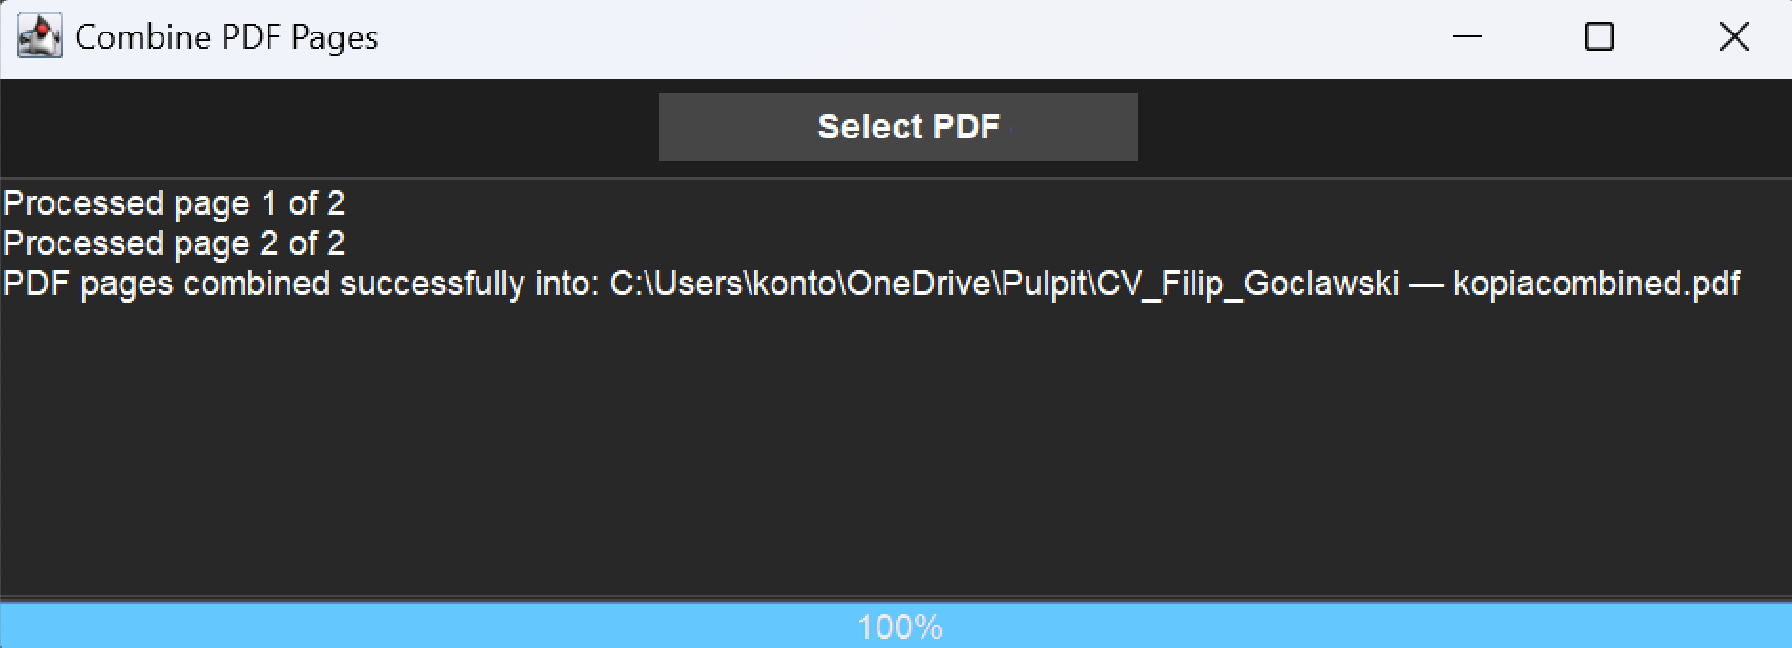 Combine PDF Pages
Select PDF
Processed page 1 of 2
Processed page 2 of 2
PDF pages combined successfully into: C:\Users\konto\OneDrive\Pulpit\CV_Filip_Goclawski — kopiacombined.pdf
100%